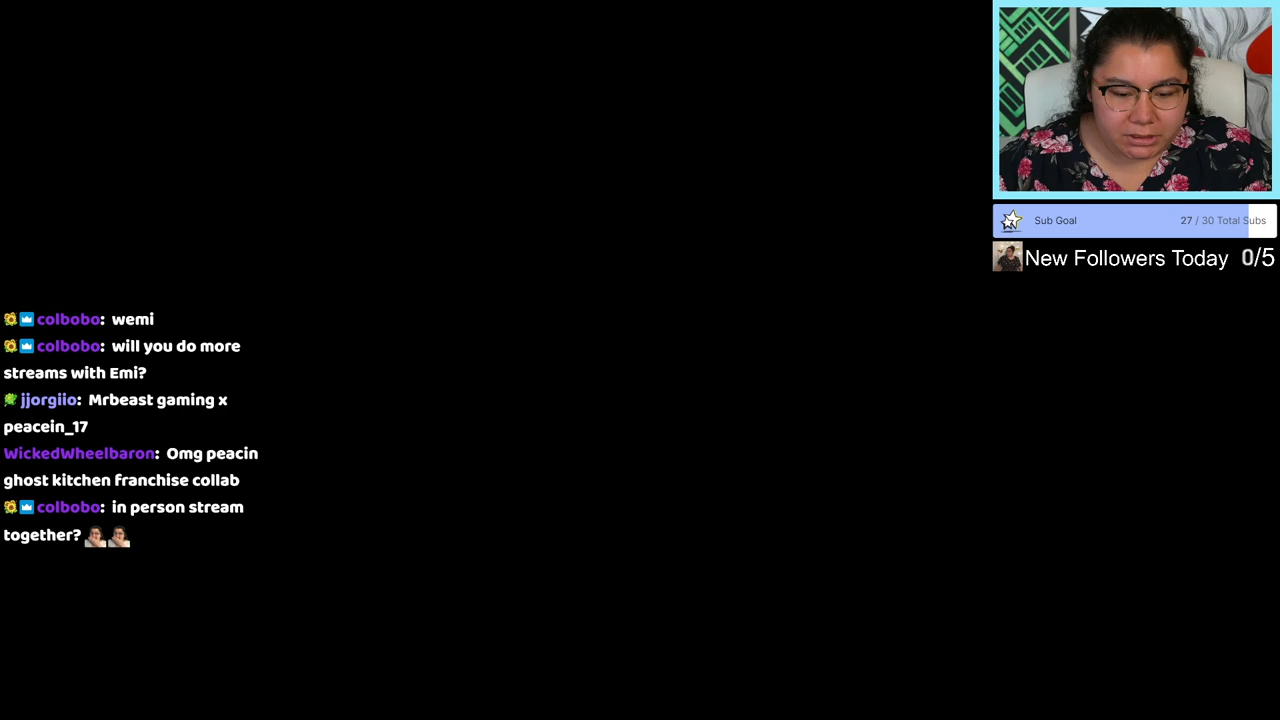 Sub Goal 27 / 30 Total Subs
New Followers Today 0/5
colbobo: wemi
colbobo: will you do more
streams with Emi?
jjorgiio: Mrbeast gaming x
peacein_17
WickedWheelbaron: Omg peacin
ghost kitchen franchise collab
colbobo: in person stream
together?